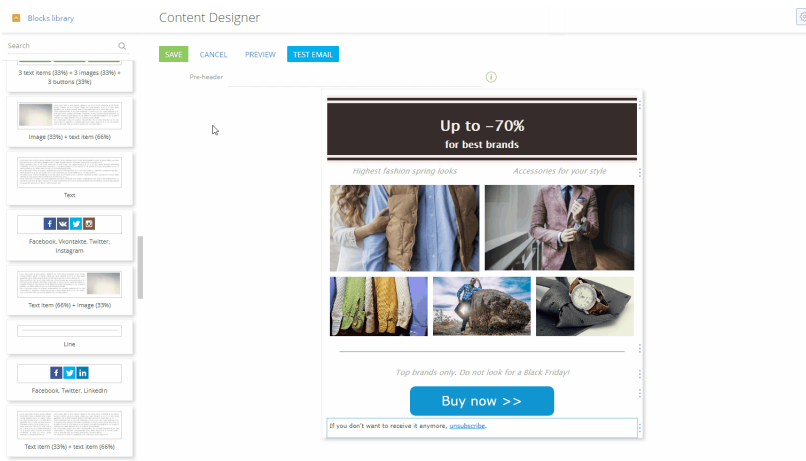 Blocks library
Content Designer
Search
SAVE CANCEL PREVIEW TEST EMAIL
Pre-header
3 text items (33%) + 3 images (33%) +
3 buttons (33%)
Image (33%) + text item (66%)
Text
Facebook, Vkontakte, Twitter,
Instagram
Text item (66%) + image (33%)
Line
Facebook, Twitter, LinkedIn
Text item (33%) + text item (66%)
Up to –70%
for best brands
Highest fashion spring looks
Accessories for your style
Top brands only. Do not look for a Black Friday!
Buy now >>
If you don't want to receive it anymore, unsubscribe.